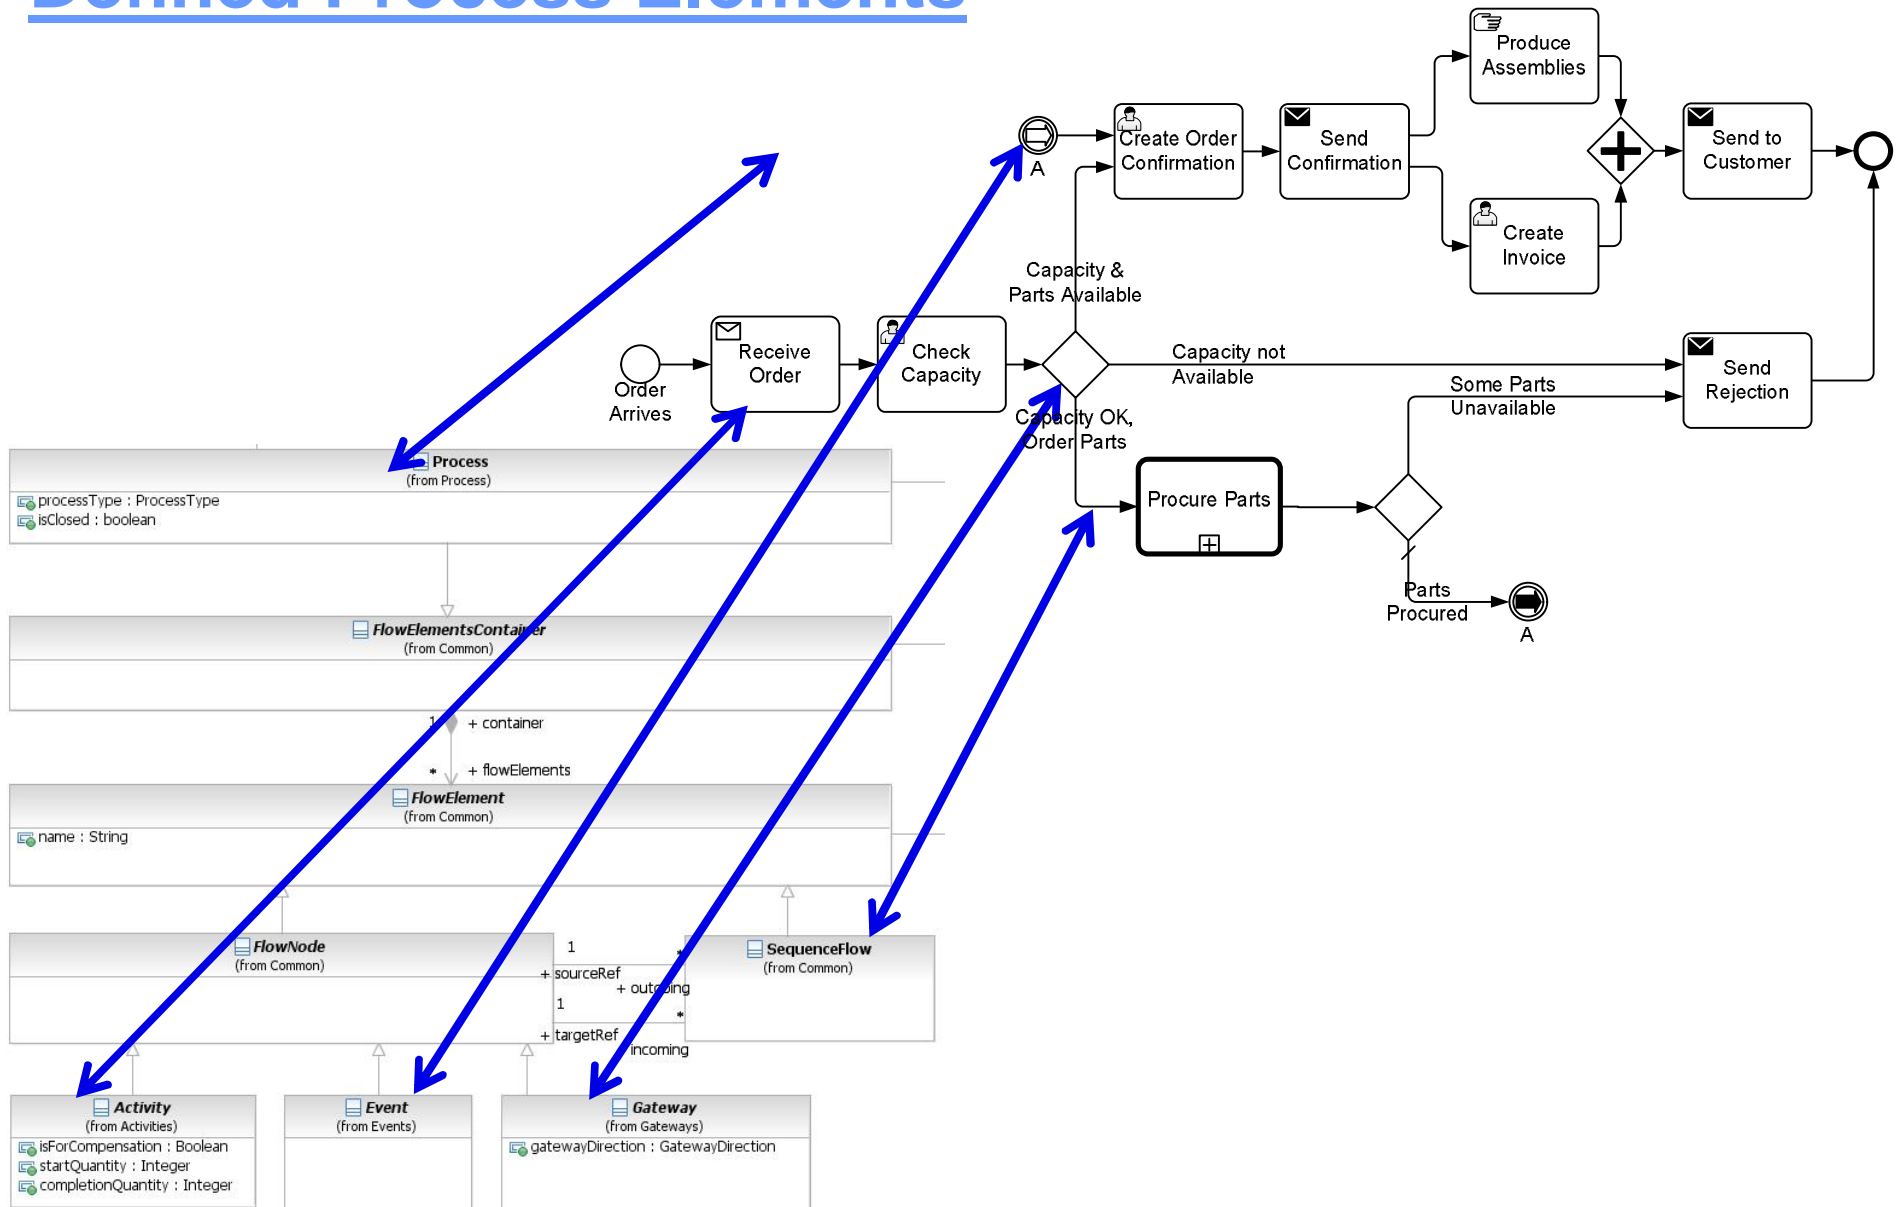 Defined Process Elements
Produce
Assemblies
Create Order
Confirmation
Send
Confirmation
Send to
Customer
A
Create
Invoice
Capacity &
Parts Available
Receive
Order
Check
Capacity
Capacity not
Available
Send
Rejection
Order
Arrives
Some Parts
Unavailable
Capacity OK,
Order Parts
Procure Parts
Parts
Procured
A
Process
(from Process)
processType : ProcessType
isClosed : boolean
FlowElementsContainer
(from Common)
1 + container
* + flowElements
FlowElement
(from Common)
name : String
FlowNode
(from Common)
1 *
+ sourceRef
+ outgoing
1 *
+ targetRef
incoming
SequenceFlow
(from Common)
Activity
(from Activities)
isForCompensation : Boolean
startQuantity : Integer
completionQuantity : Integer
Event
(from Events)
Gateway
(from Gateways)
gatewayDirection : GatewayDirection